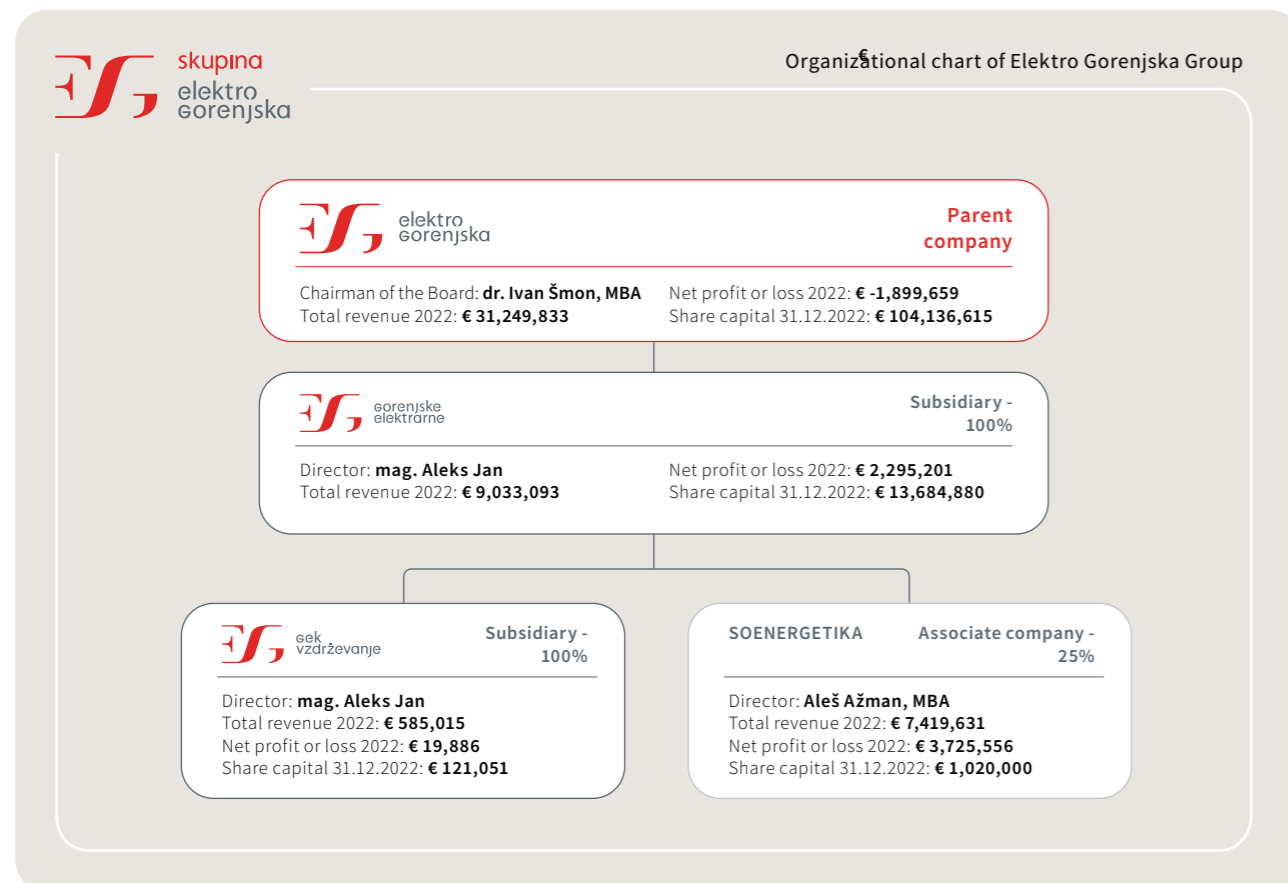 skupina
elektro
gorenjska
Organizational chart of Elektro Gorenjska Group
€
elektro
gorenjska
Parent
company
Chairman of the Board: dr. Ivan Šmon, MBA
Total revenue 2022: € 31,249,833
Net profit or loss 2022: € -1,899,659
Share capital 31.12.2022: € 104,136,615
gorenjske
elektrarne
Subsidiary -
100%
Director: mag. Aleks Jan
Total revenue 2022: € 9,033,093
Net profit or loss 2022: € 2,295,201
Share capital 31.12.2022: € 13,684,880
gek
vzdrževanje
Subsidiary -
100%
Director: mag. Aleks Jan
Total revenue 2022: € 585,015
Net profit or loss 2022: € 19,886
Share capital 31.12.2022: € 121,051
SOENERGETIKA
Associate company -
25%
Director: Aleš Ažman, MBA
Total revenue 2022: € 7,419,631
Net profit or loss 2022: € 3,725,556
Share capital 31.12.2022: € 1,020,000